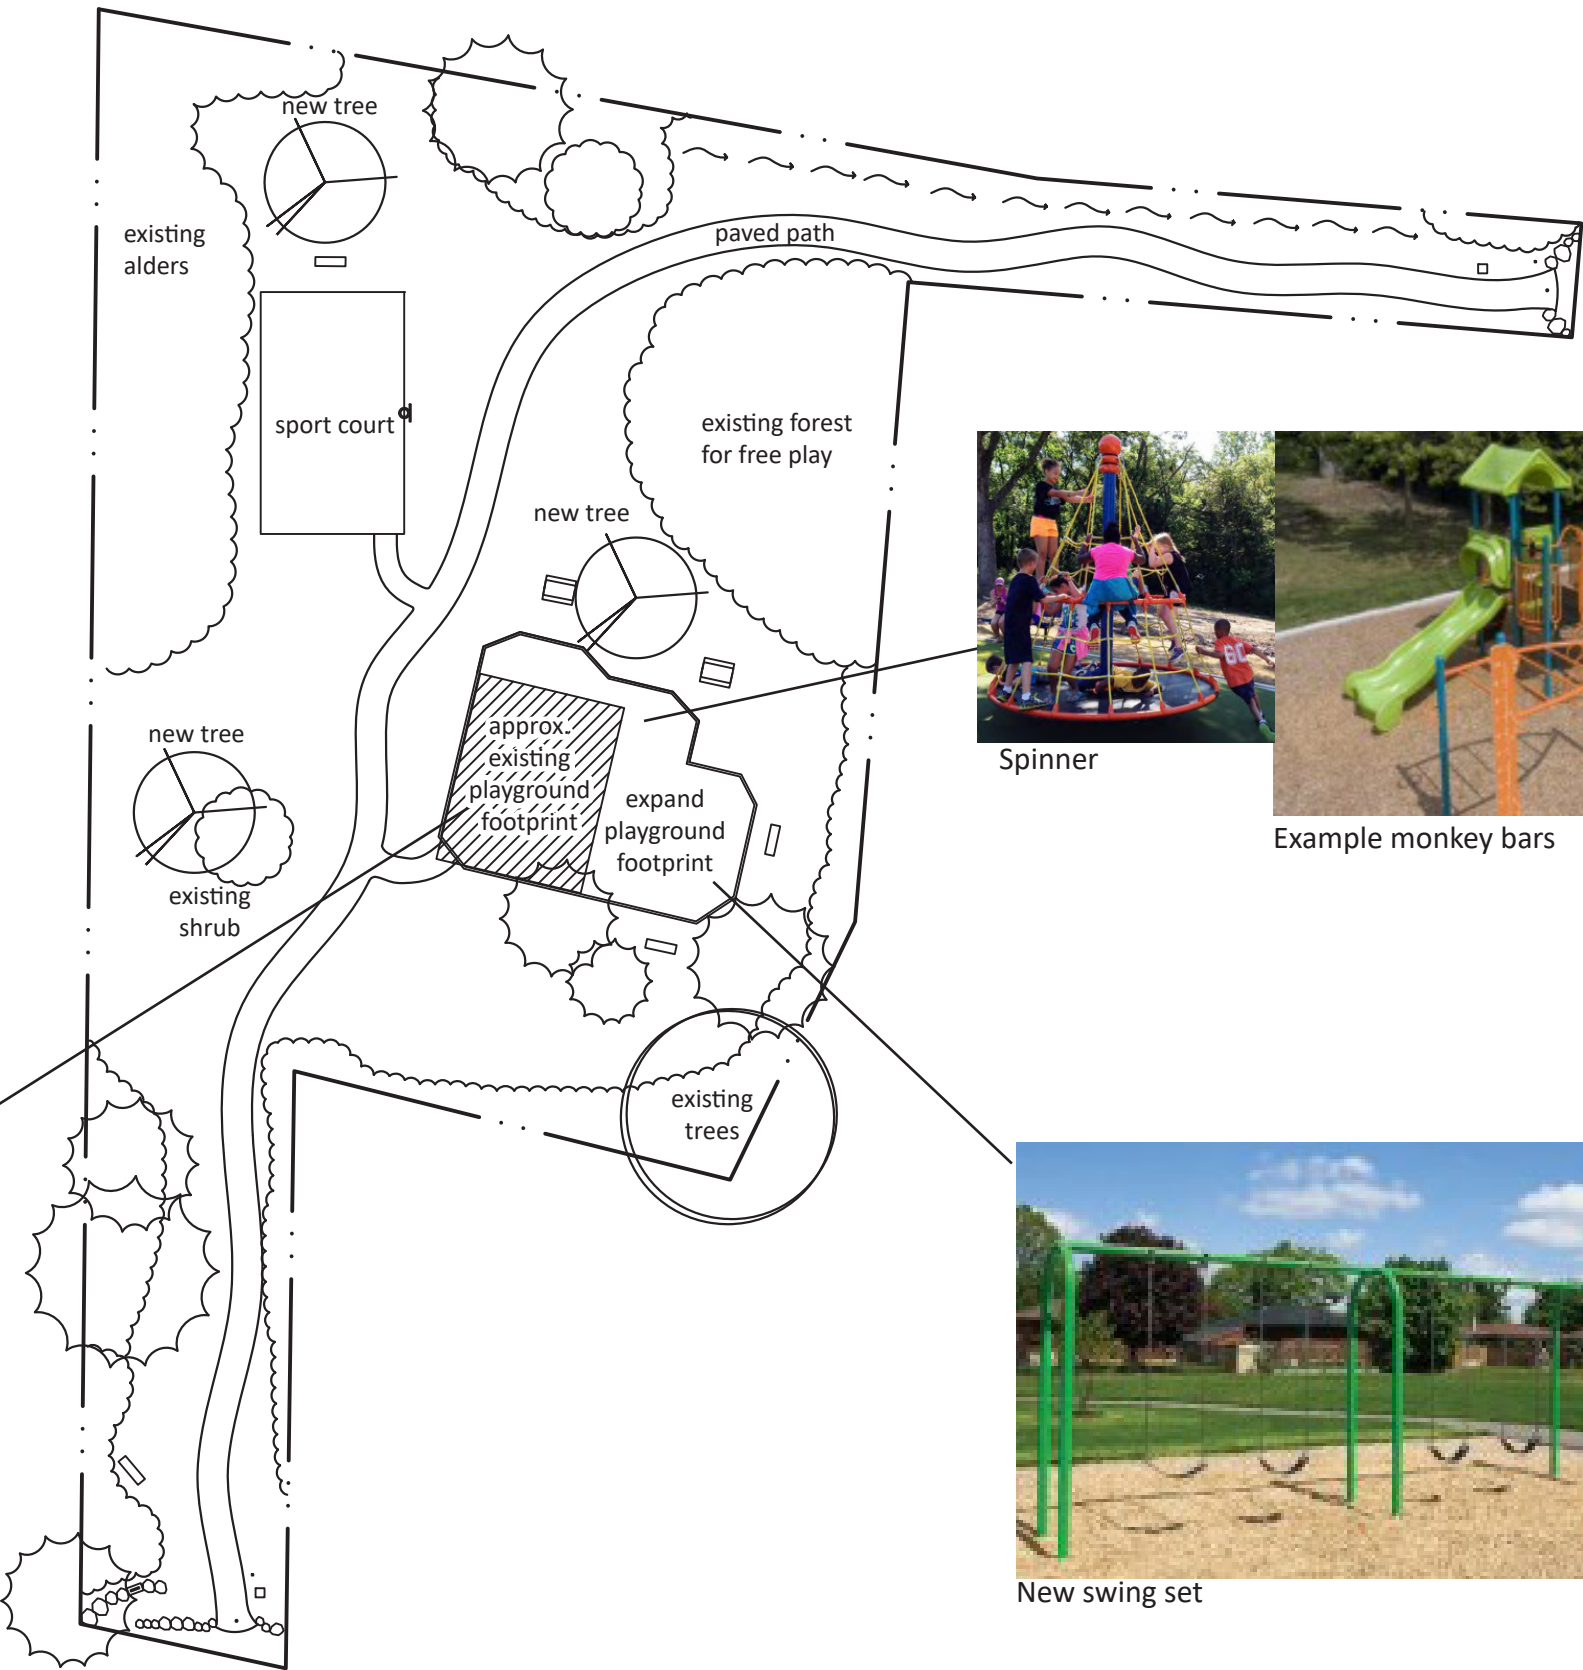 new tree
existing
alders
paved path
sport court
existing forest
for free play
new tree
new tree
approx.
existing
playground
footprint
expand
playground
footprint
Spinner
Example monkey bars
existing
shrub
existing
trees
New swing set